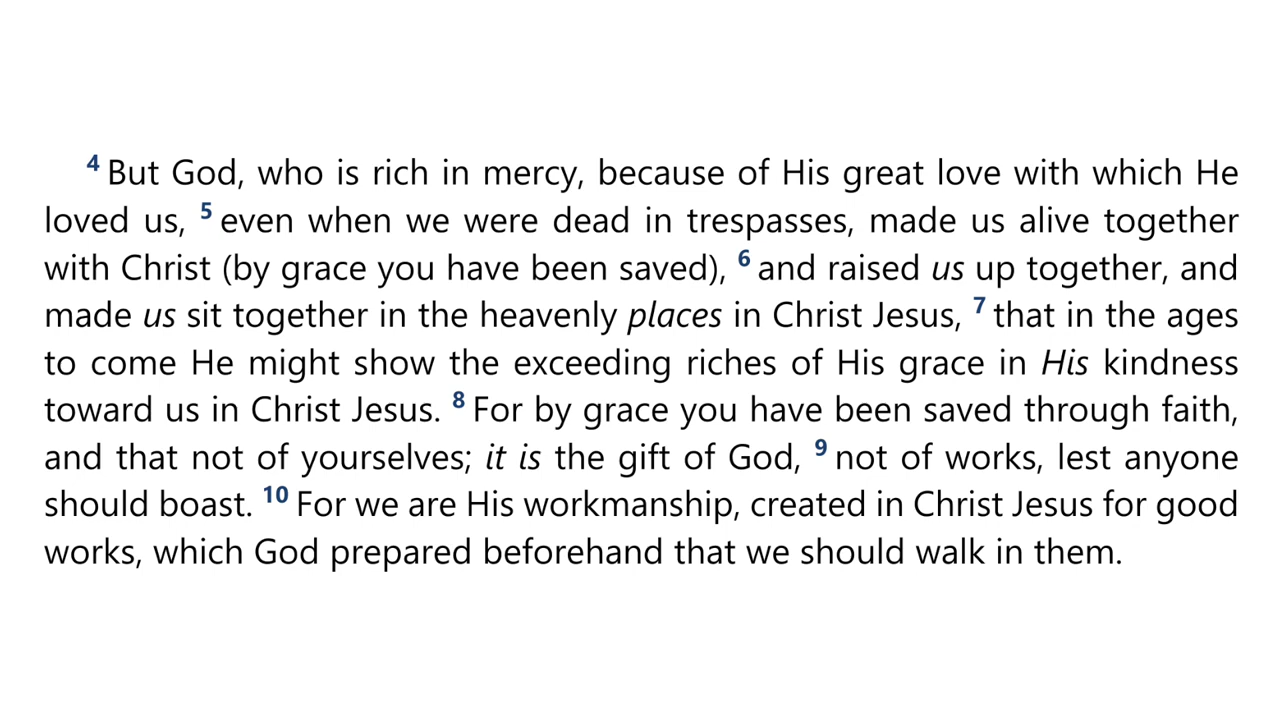 4 But God, who is rich in mercy, because of His great love with which He
loved us, 5 even when we were dead in trespasses, made us alive together
with Christ (by grace you have been saved), 6 and raised us up together, and
made us sit together in the heavenly places in Christ Jesus, 7 that in the ages
to come He might show the exceeding riches of His grace in His kindness
toward us in Christ Jesus. 8 For by grace you have been saved through faith,
and that not of yourselves; it is the gift of God, 9 not of works, lest anyone
should boast. 10 For we are His workmanship, created in Christ Jesus for good
works, which God prepared beforehand that we should walk in them.